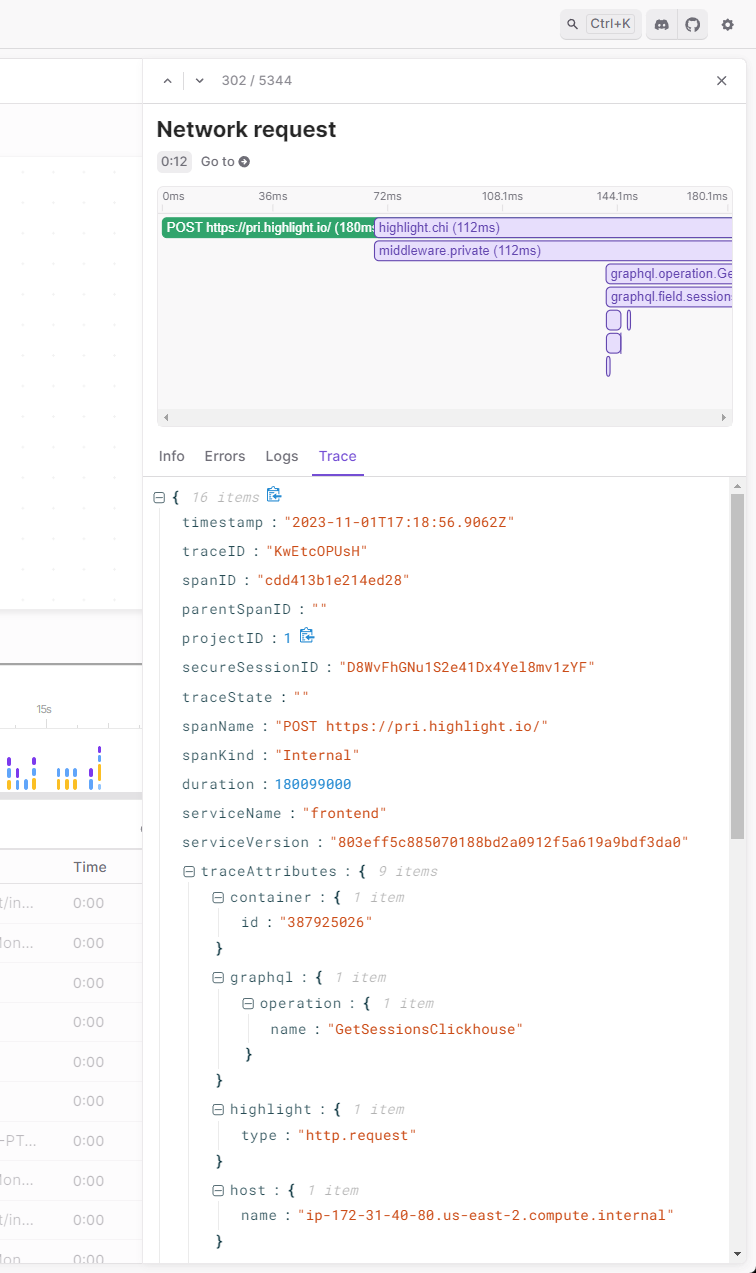 Ctrl+K
302 / 5344
Network request
0:12 Go to
0ms 36ms 72ms 108.1ms 144.1ms 180.1ms
POST https://pri.highlight.io/ (180ms highlight.chi (112ms)
middleware.private (112ms)
graphql.operation.Ge
graphql.field.sessions
Info Errors Logs Trace
{ 16 items
timestamp : "2023-11-01T17:18:56.9062Z"
traceID : "KwEtcOPUsH"
spanID : "cdd413b1e214ed28"
parentSpanID : ""
projectID : 1
secureSessionID : "D8WvFhGNu1S2e41Dx4Yel8mv1zYF"
traceState : ""
spanName : "POST https://pri.highlight.io/"
spanKind : "Internal"
duration : 180099000
serviceName : "frontend"
serviceVersion : "803eff5c885070188bd2a0912f5a619a9bdf3da0"
traceAttributes : { 9 items
container : { 1 item
id : "387925026"
}
graphql : { 1 item
operation : { 1 item
name : "GetSessionsClickhouse"
}
}
highlight : { 1 item
type : "http.request"
}
host : { 1 item
name : "ip-172-31-40-80.us-east-2.compute.internal"
}
15s
Time
t/in... 0:00
Mon... 0:00
0:00
0:00
0:00
0:00
-PT... 0:00
Mon... 0:00
t/in... 0:00
Mon... 0:00